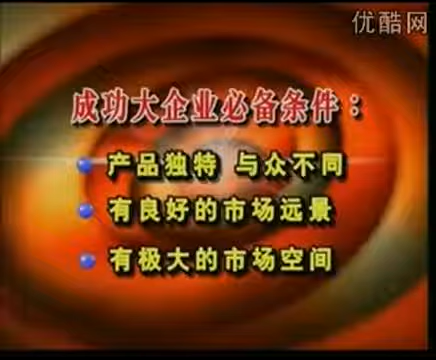 优酷网
成功大企业必备条件：
产品独特 与众不同
有良好的市场远景
有极大的市场空间